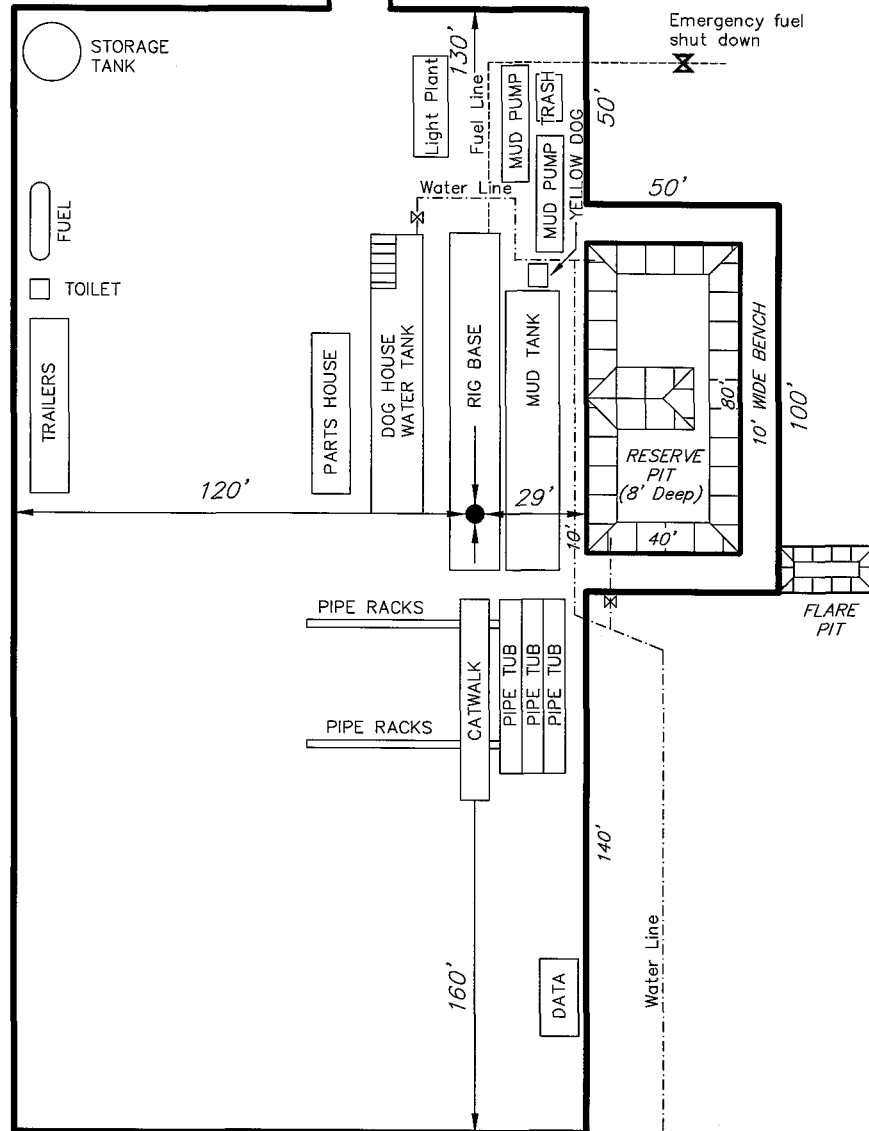 Emergency fuel
shut down
STORAGE
TANK
130'
Light Plant
Fuel Line
MUD PUMP
TRASH
50'
MUD PUMP
YELLOW DOG
Water Line
50'
FUEL
TOILET
TRAILERS
PARTS HOUSE
DOG HOUSE
WATER TANK
RIG BASE
MUD TANK
80'
10' WIDE BENCH
100'
RESERVE
PIT
(8' Deep)
120'
29'
10'
40'
FLARE
PIT
PIPE RACKS
CATWALK
PIPE TUB
PIPE TUB
PIPE TUB
PIPE RACKS
140'
160'
DATA
Water Line